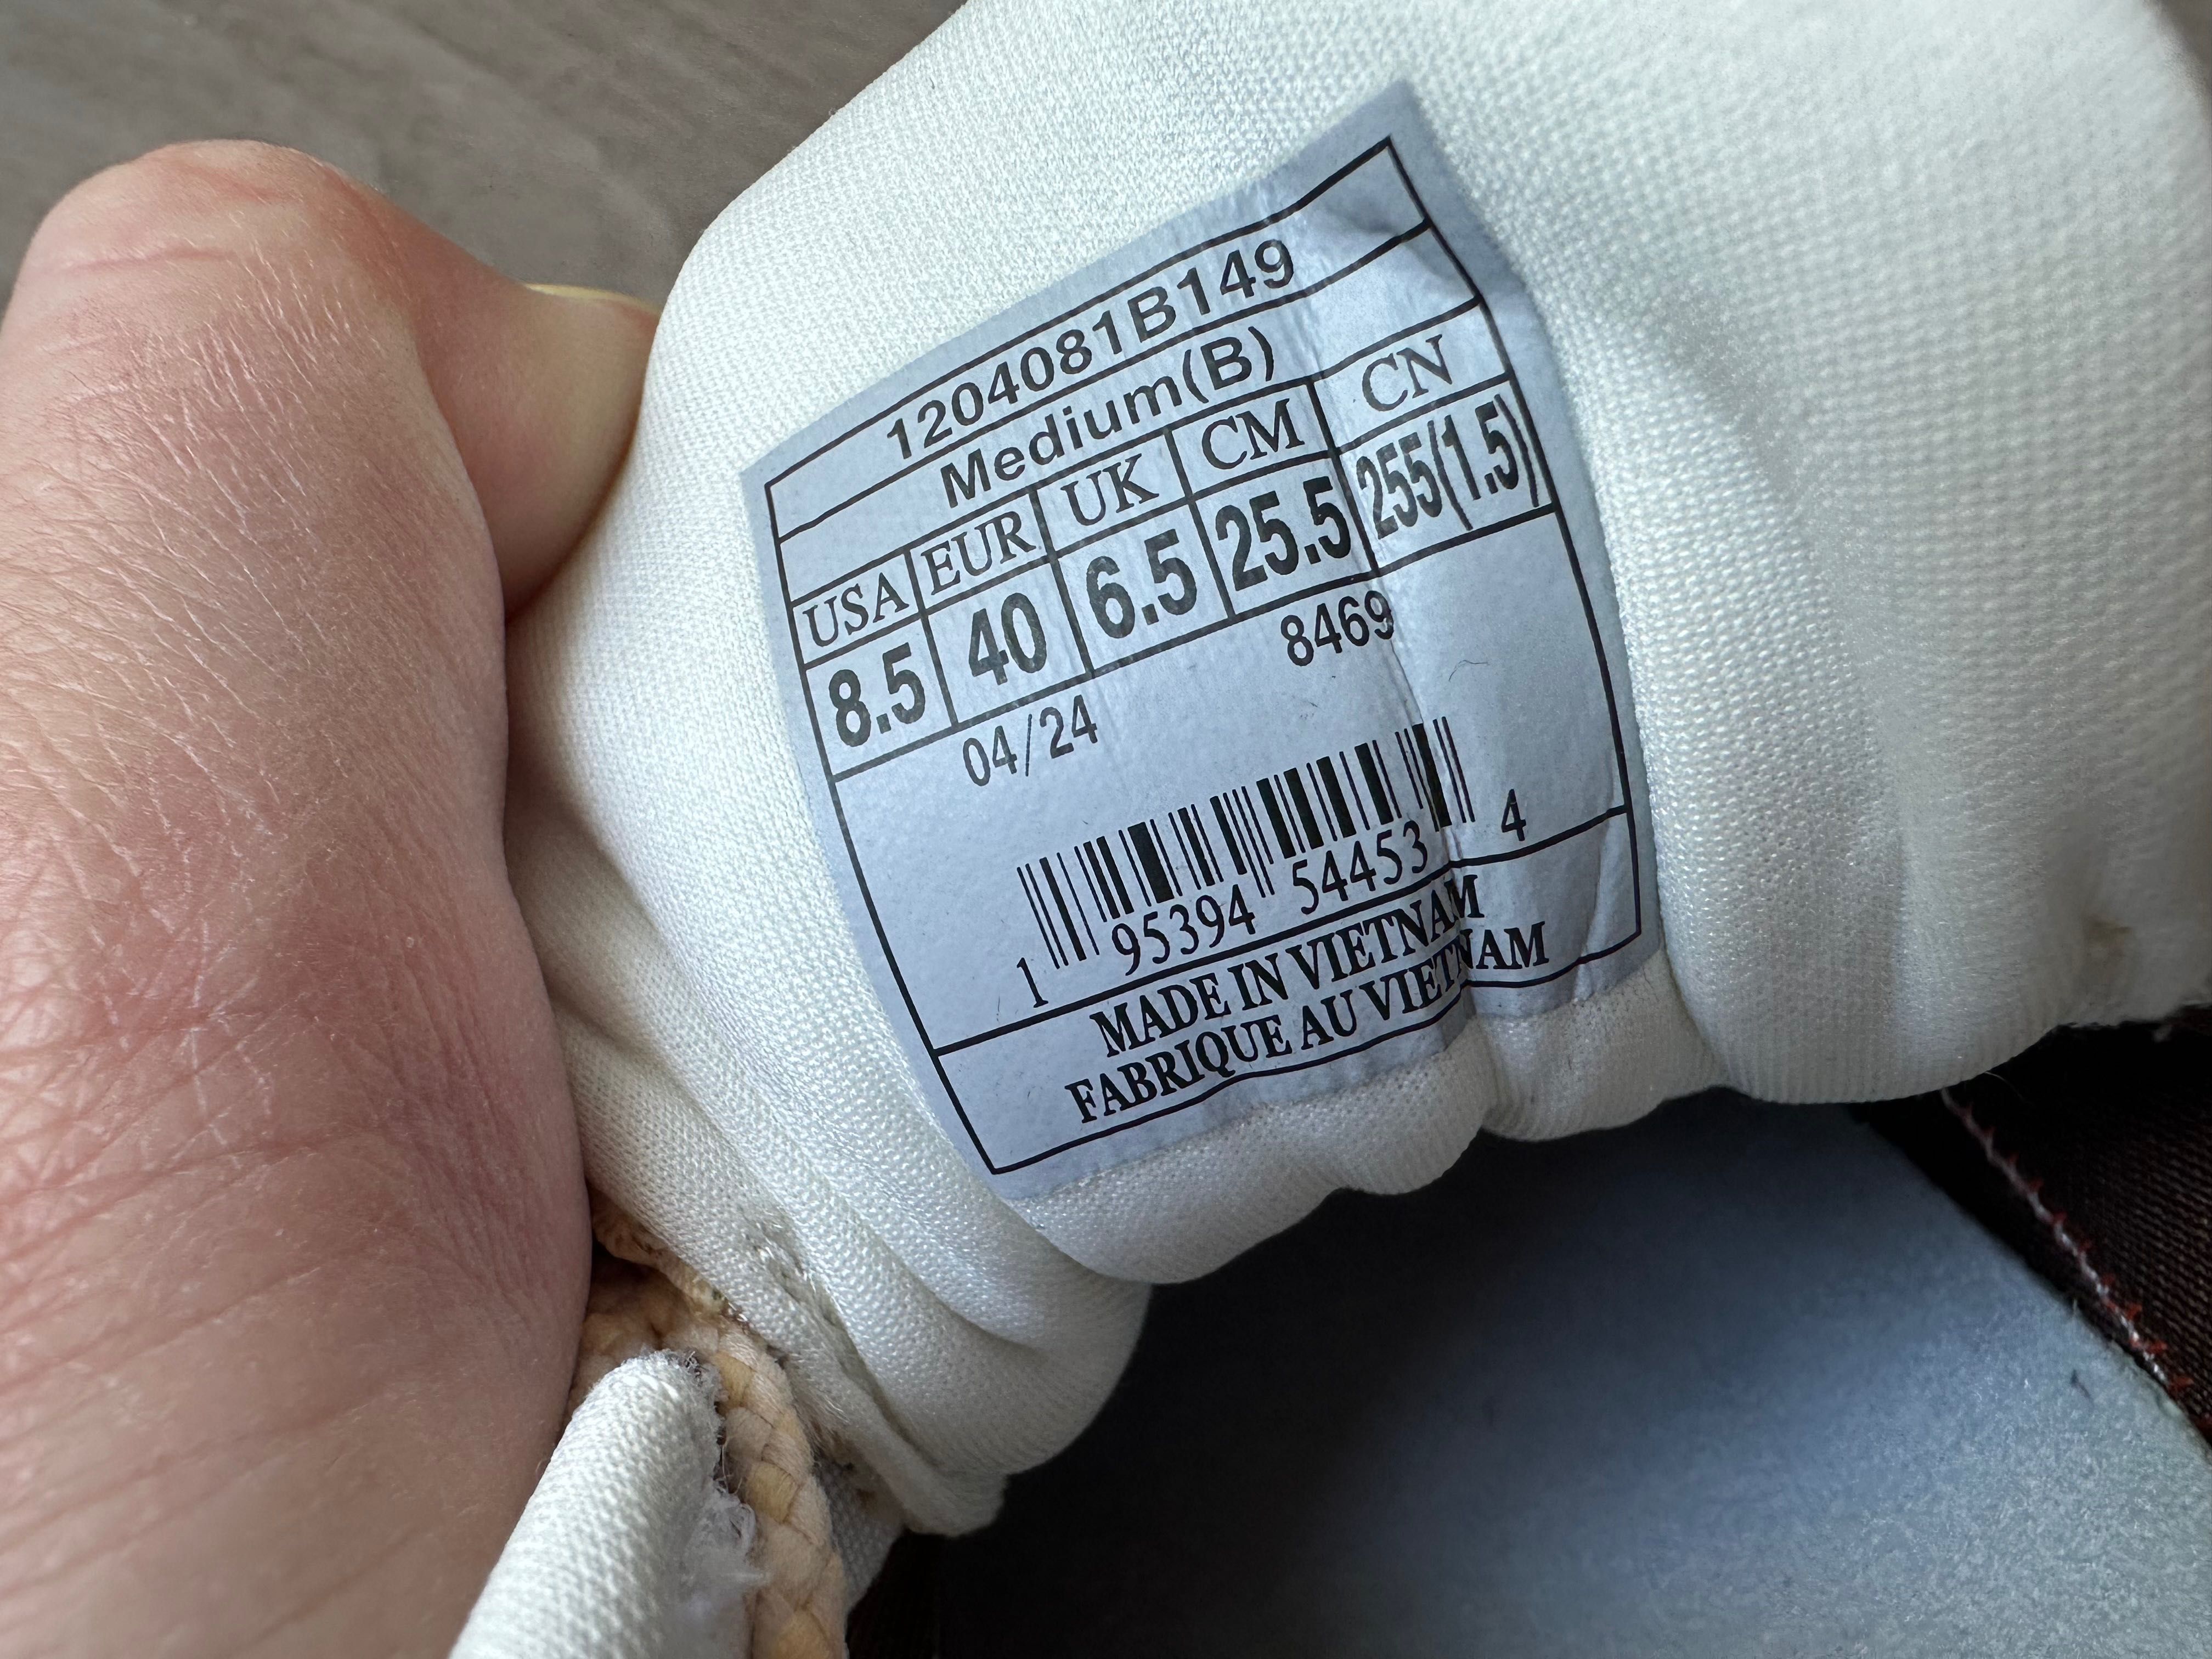 1204081B149
Medium(B)
USA EUR UK CM CN
8.5 40 6.5 25.5 255(1.5)
04/24 8469
1 95394 54453 4
MADE IN VIETNAM
FABRIQUE AU VIETNAM